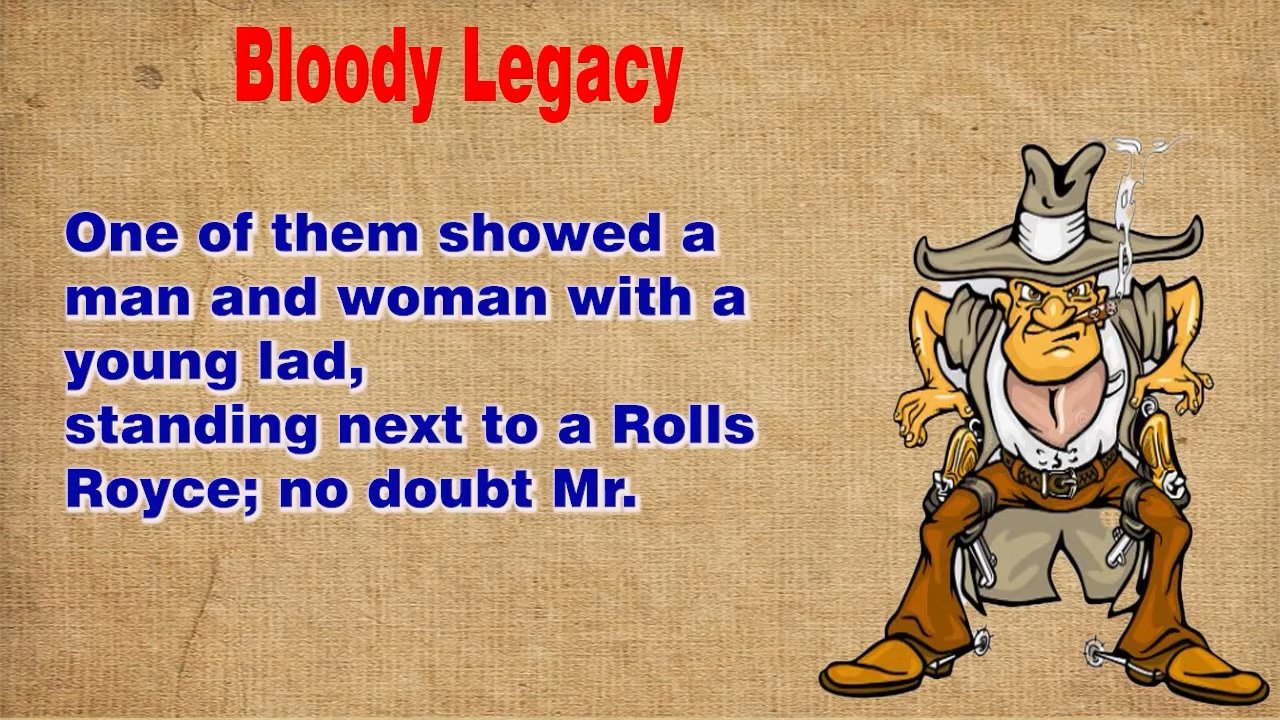 Bloody Legacy
One of them showed a
man and woman with a
young lad,
standing next to a Rolls
Royce; no doubt Mr.